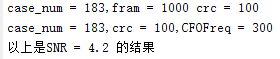 case_num = 183,fram = 1000 crc = 100
case_num = 183,crc = 100,CFOFreq = 300
以上是SNR = 4.2 的结果